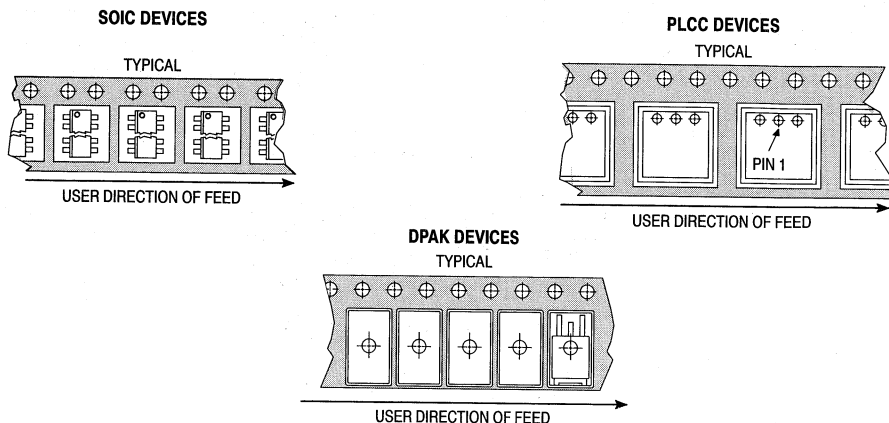 SOIC DEVICES
TYPICAL
USER DIRECTION OF FEED
PLCC DEVICES
TYPICAL
PIN 1
USER DIRECTION OF FEED
DPAK DEVICES
TYPICAL
USER DIRECTION OF FEED